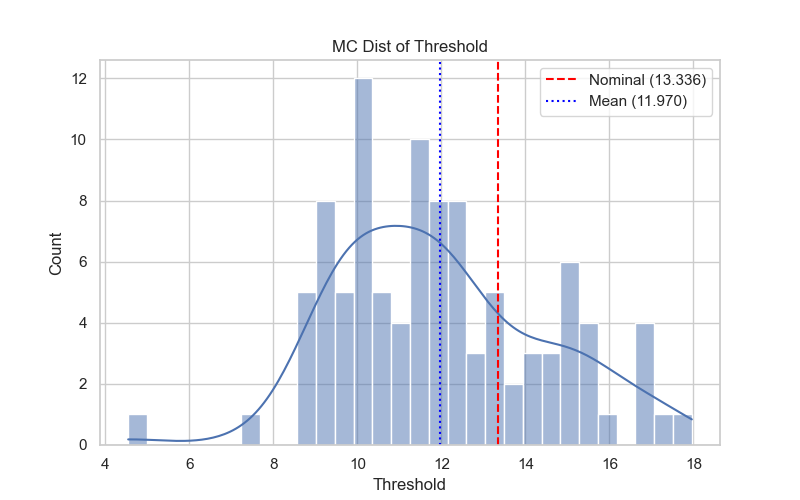 MC Dist of Threshold
Nominal (13.336)
Mean (11.970)
Count
12
10
8
6
4
2
0
4 6 8 10 12 14 16 18
Threshold